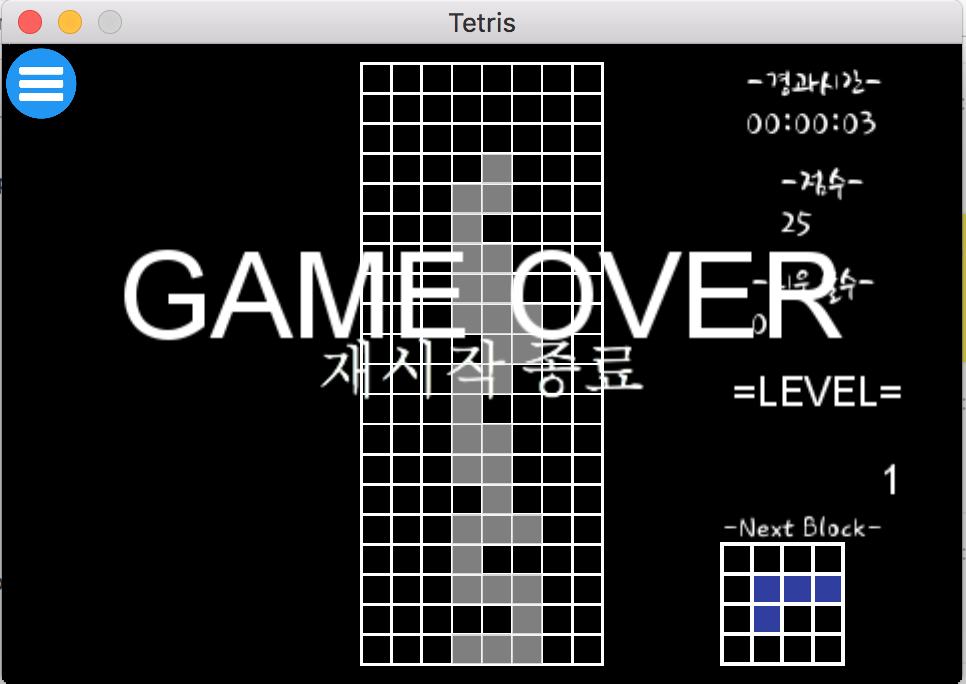 Tetris
-경과시간-
00:00:03
-점수-
25
GAME OVER
0
재시작 종료
=LEVEL=
1
-Next Block-